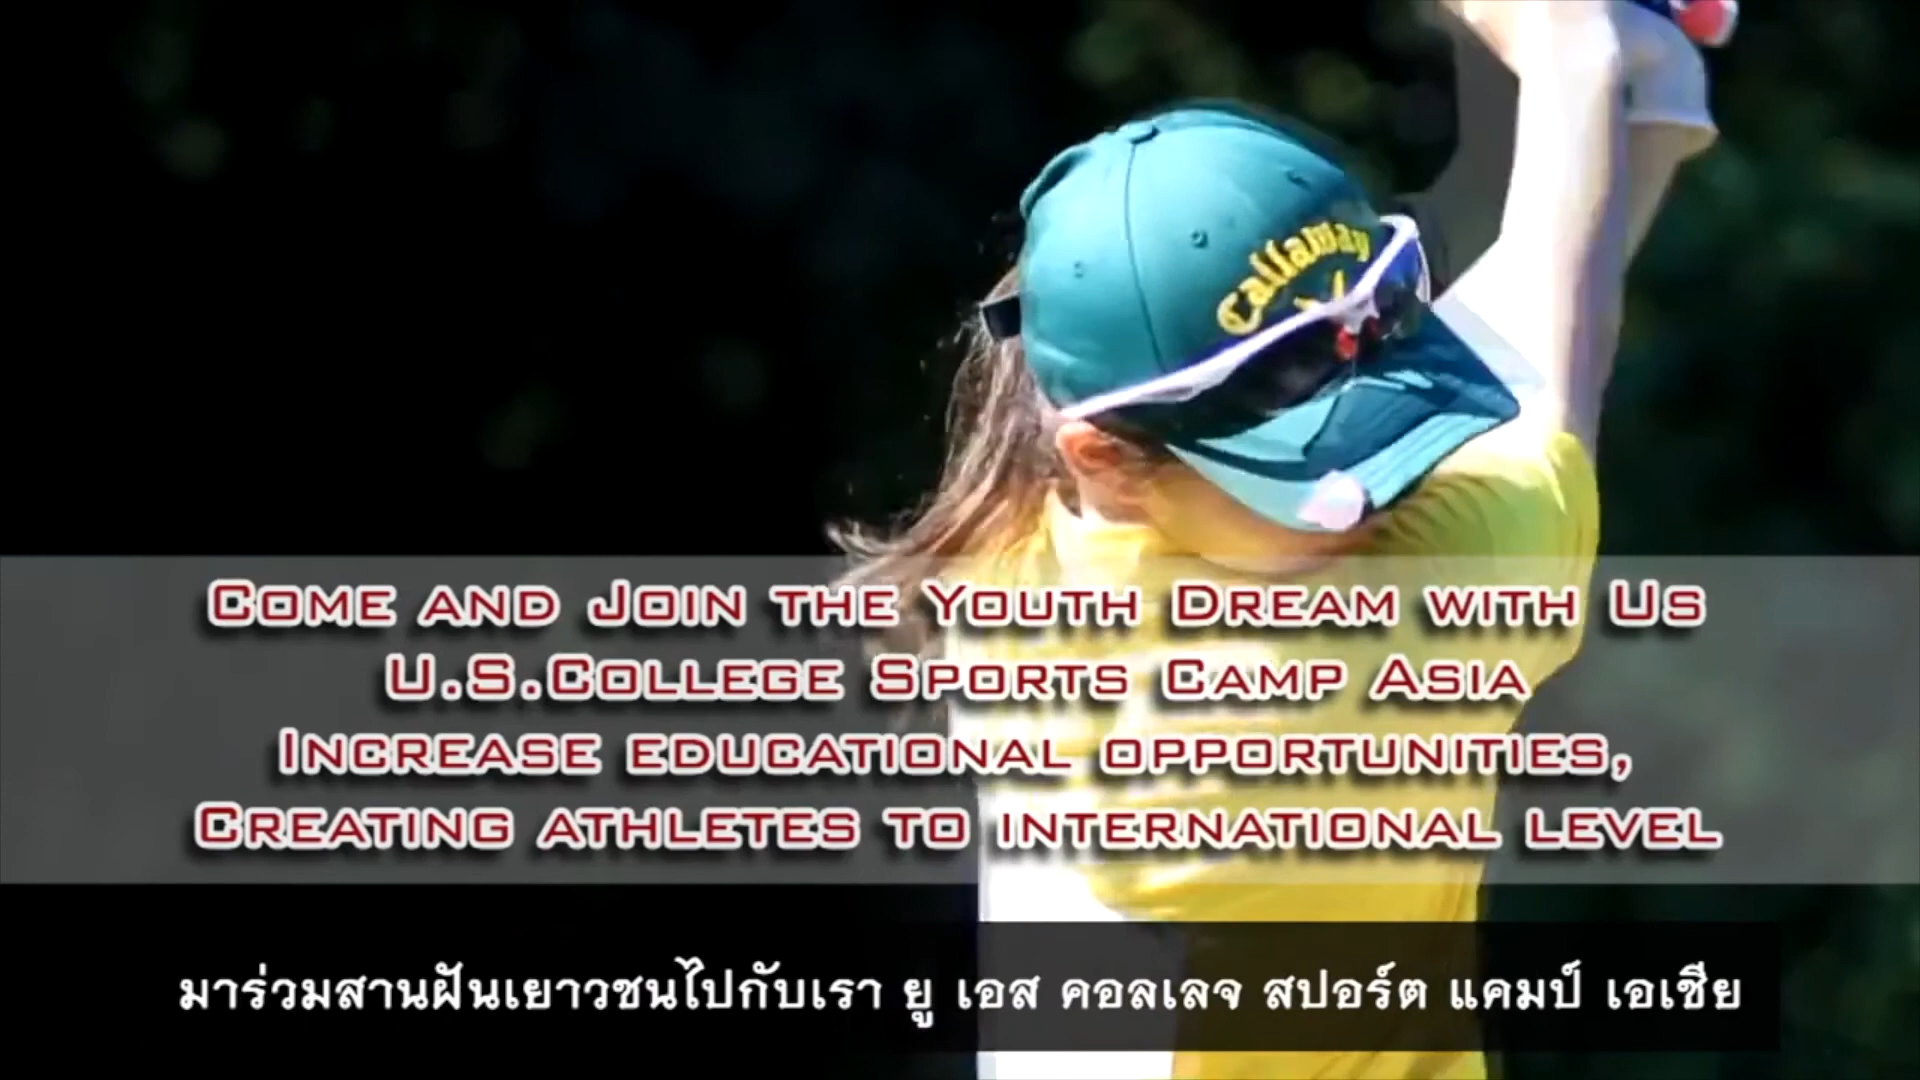 Callaway
COME AND JOIN THE YOUTH DREAM WITH US
U.S.COLLEGE SPORTS CAMP ASIA
INCREASE EDUCATIONAL OPPORTUNITIES,
CREATING ATHLETES TO INTERNATIONAL LEVEL
มาร่วมสานฝันเยาวชนไปกับเรา ยู เอส คอลเลจ สปอร์ต แคมป์ เอเชีย